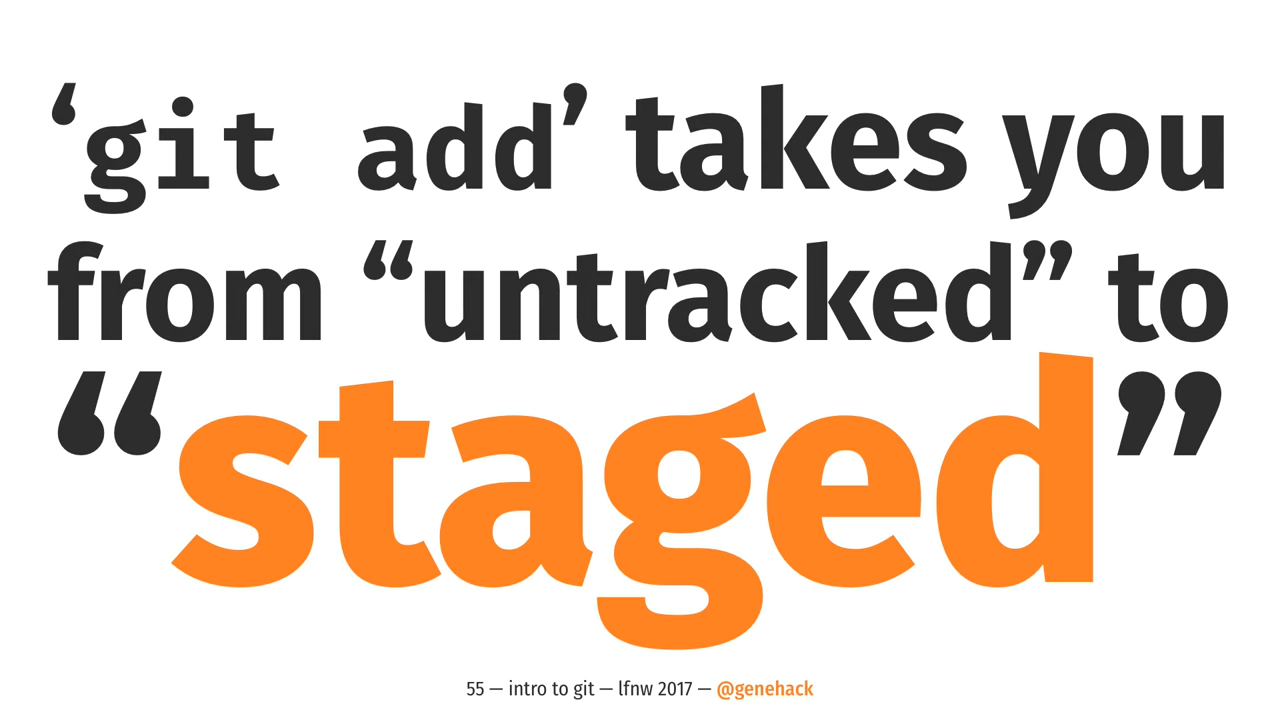 ‘git add’ takes you
from “untracked” to
“staged”
55 — intro to git — lfnw 2017 — @genehack